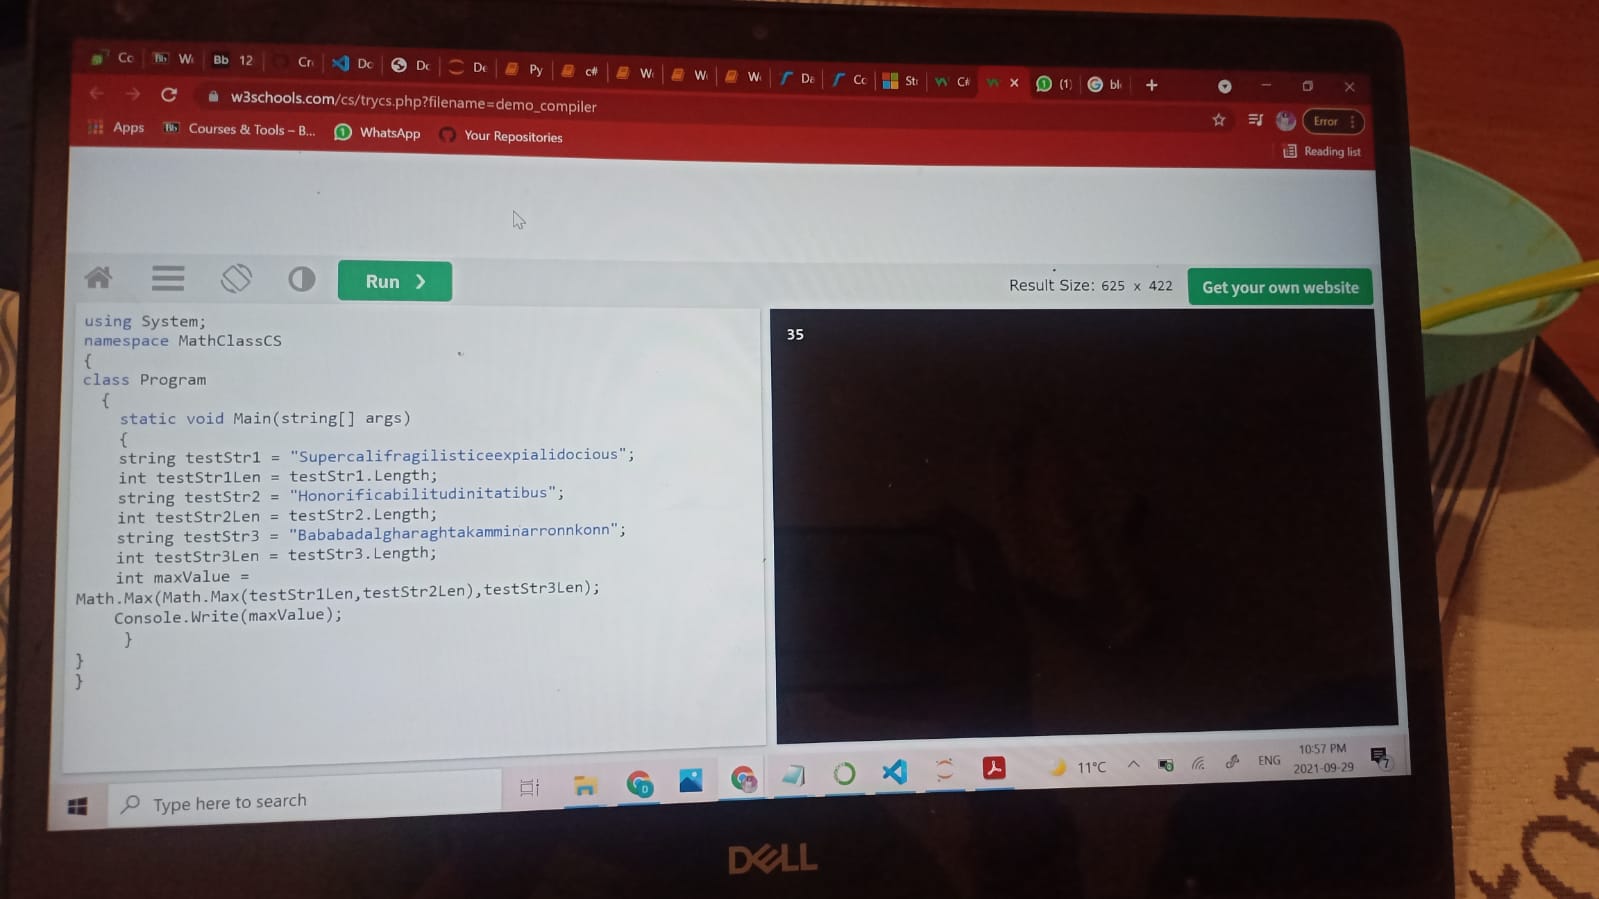 Cc W Bb 12 Cr Dc Dc De Py c# W W W Da Cc Str C# (1) bl
w3schools.com/cs/trycs.php?filename=demo_compiler
Error
Apps Courses & Tools – B... WhatsApp Your Repositories
Reading list
Run ❯
Result Size: 625 x 422
Get your own website
using System;
namespace MathClassCS
{
class Program
{
static void Main(string[] args)
{
string testStr1 = "Supercalifragilisticeexpialidocious";
int testStr1Len = testStr1.Length;
string testStr2 = "Honorificabilitudinitatibus";
int testStr2Len = testStr2.Length;
string testStr3 = "Bababadalgharaghtakamminarronnkonn";
int testStr3Len = testStr3.Length;
int maxValue =
Math.Max(Math.Max(testStr1Len,testStr2Len),testStr3Len);
Console.Write(maxValue);
}
}
}
35
Type here to search
11°C ENG 10:57 PM
2021-09-29
7
DELL